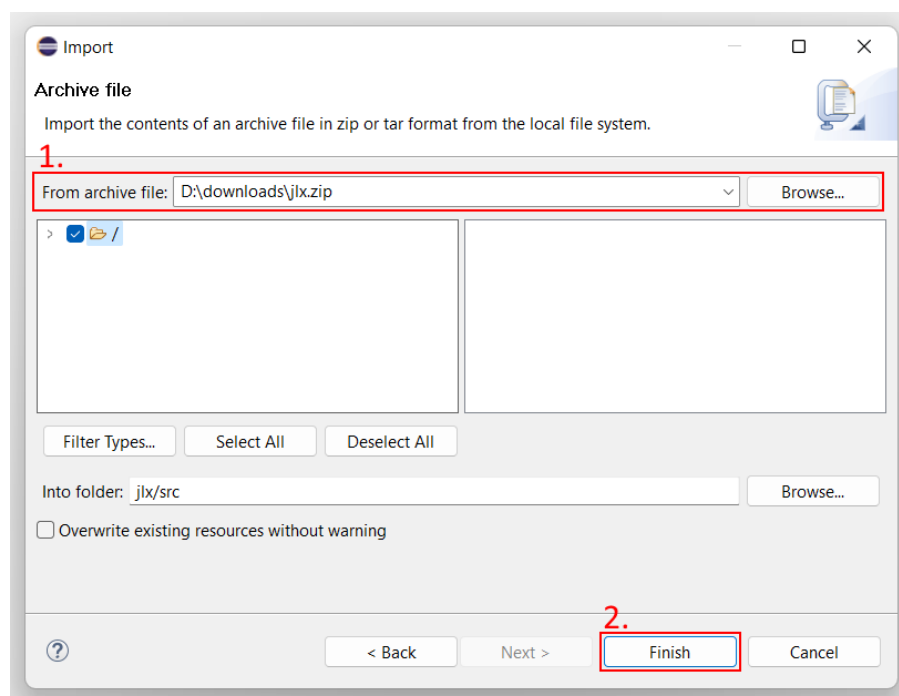 Import
Archive file
Import the contents of an archive file in zip or tar format from the local file system.
1.
From archive file: D:\downloads\jlx.zip Browse...
/
Filter Types... Select All Deselect All
Into folder: jlx/src Browse...
Overwrite existing resources without warning
2.
? < Back Next > Finish Cancel